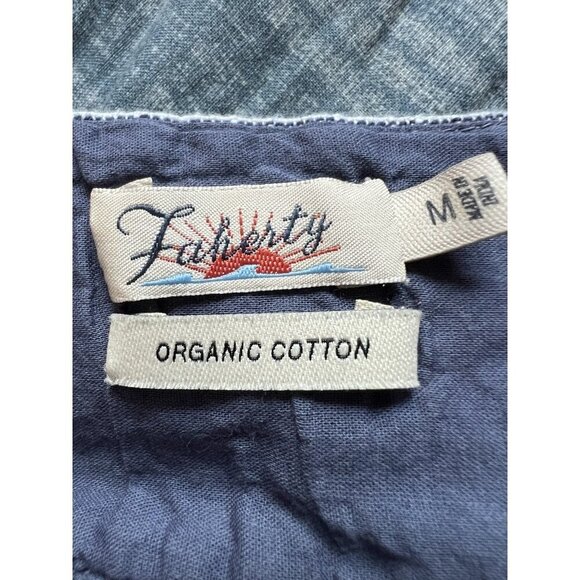 Faherty
M
MADE IN
INDIA
ORGANIC COTTON